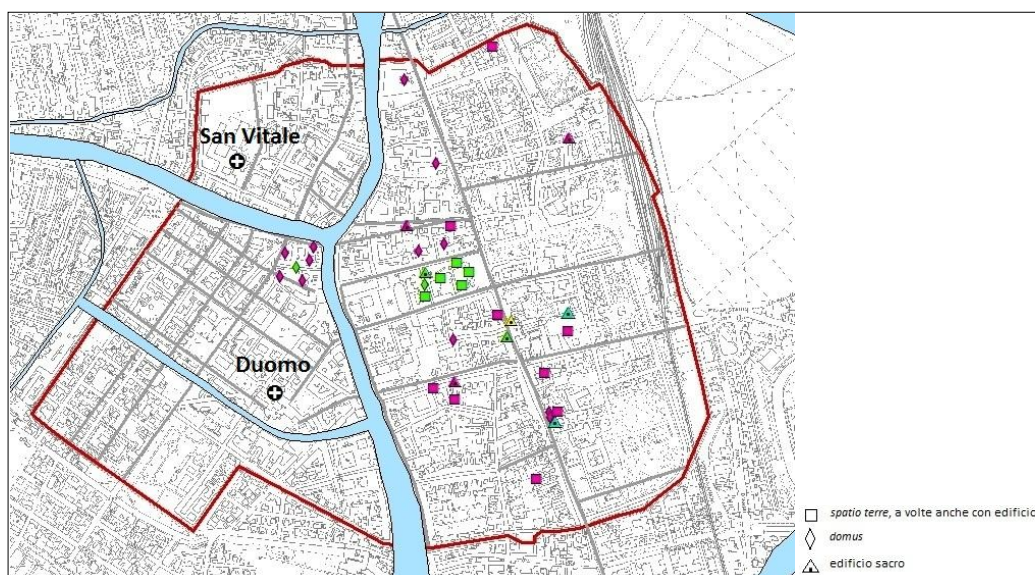 San Vitale
Duomo
spatio terre, a volte anche con edificio
domus
edificio sacro